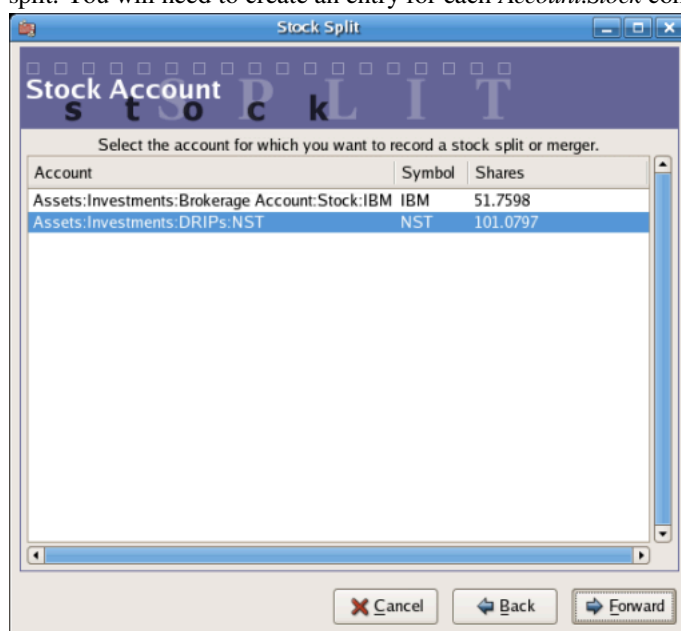 split. You will need to create an entry for each Account:Stock con
Stock Split
Stock Account
S P L I T
s t o c k
Select the account for which you want to record a stock split or merger.
Account Symbol Shares
Assets:Investments:Brokerage Account:Stock:IBM IBM 51.7598
Assets:Investments:DRIPs:NST NST 101.0797
Cancel Back Forward